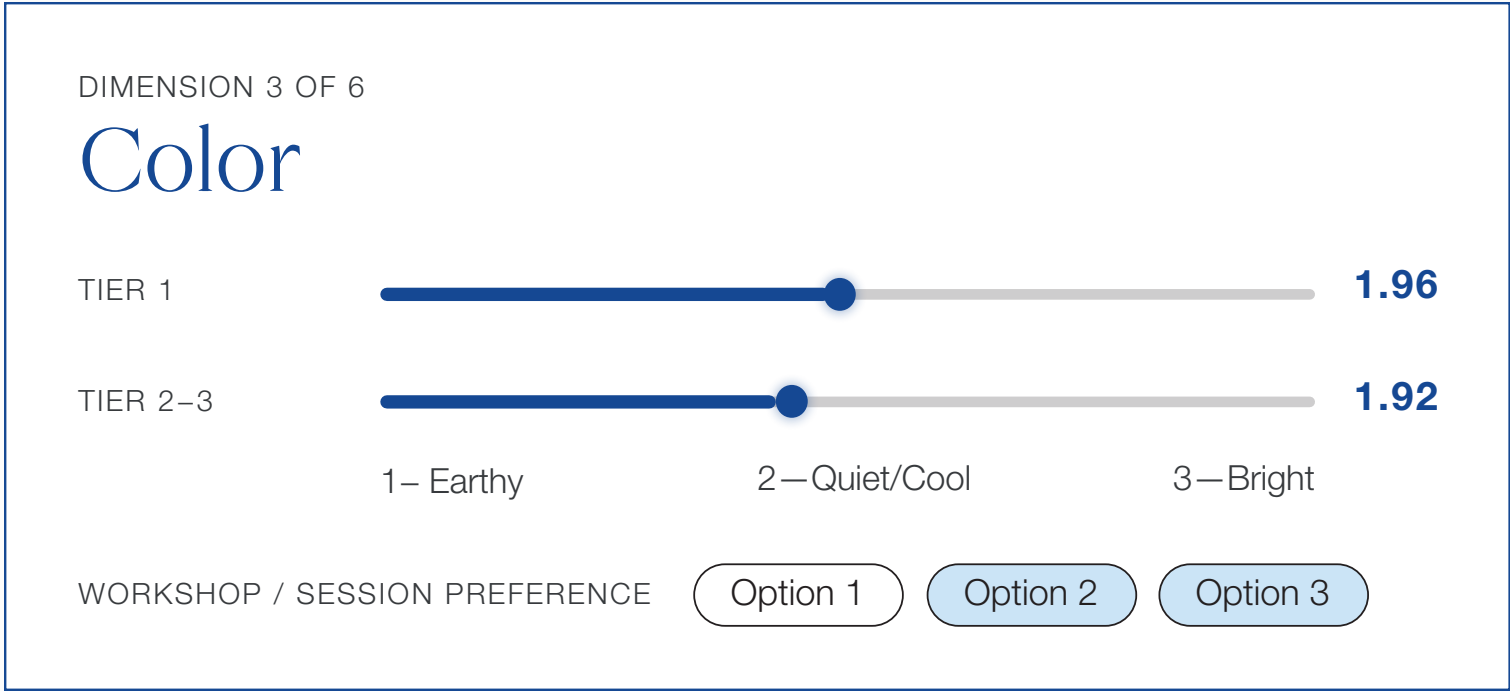 DIMENSION 3 OF 6
Color
TIER 1 1.96
TIER 2–3 1.92
1– Earthy 2—Quiet/Cool 3—Bright
WORKSHOP / SESSION PREFERENCE Option 1 Option 2 Option 3